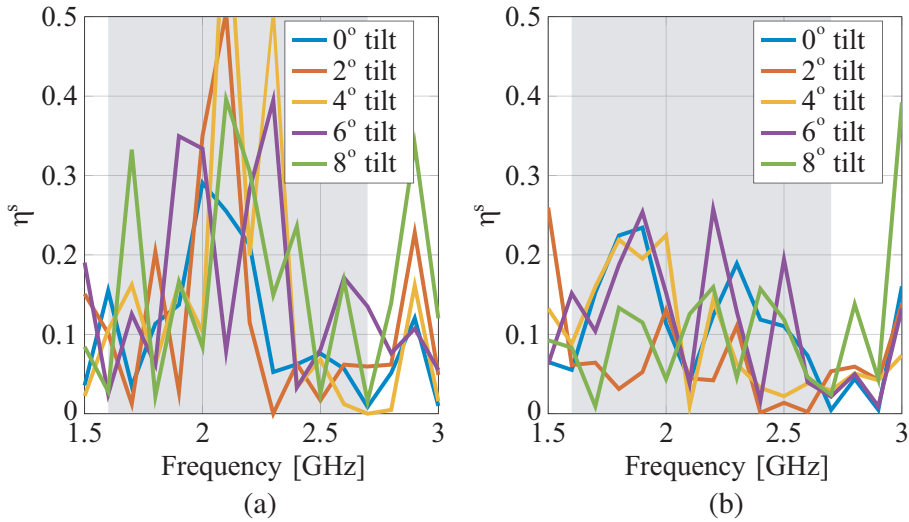 0.5
0.4
0.3
0.2
0.1
0
ηˢ
0° tilt
2° tilt
4° tilt
6° tilt
8° tilt
1.5 2 2.5 3
Frequency [GHz]
(a)
0.5
0.4
0.3
0.2
0.1
0
ηˢ
0° tilt
2° tilt
4° tilt
6° tilt
8° tilt
1.5 2 2.5 3
Frequency [GHz]
(b)